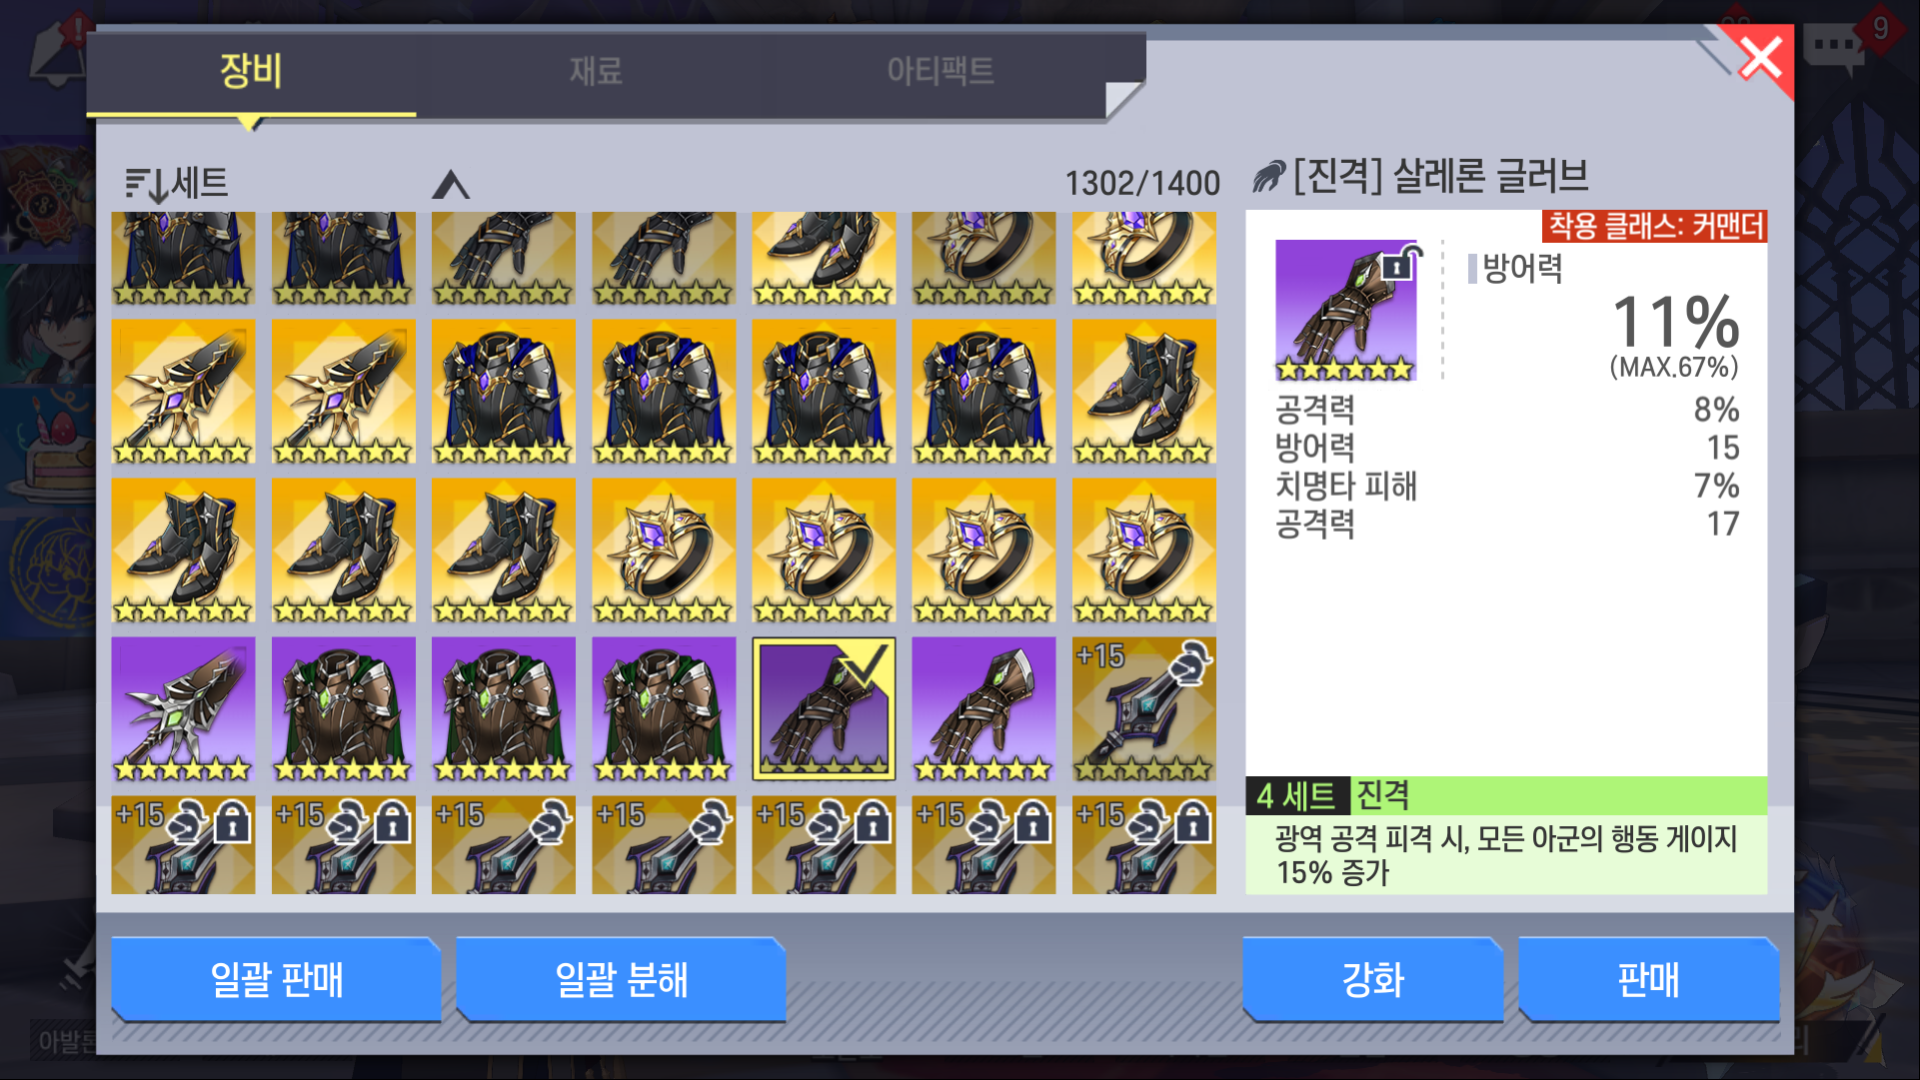 장비
재료
아티팩트
9
세트
1302/1400
[진격] 살레론 글러브
착용 클래스: 커맨더
방어력
11%
(MAX.67%)
공격력 8%
방어력 15
치명타 피해 7%
공격력 17
+15
+15 +15 +15 +15 +15 +15 +15
4 세트 진격
광역 공격 피격 시, 모든 아군의 행동 게이지
15% 증가
일괄 판매
일괄 분해
강화
판매
아발론